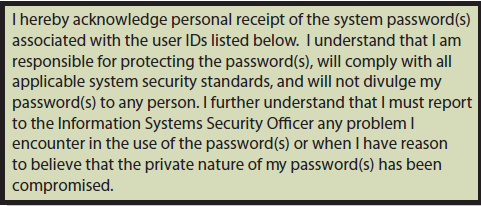 I hereby acknowledge personal receipt of the system password(s)
associated with the user IDs listed below.  I understand that I am
responsible for protecting the password(s), will comply with all
applicable system security standards, and will not divulge my
password(s) to any person. I further understand that I must report
to the Information Systems Security Officer any problem I
encounter in the use of the password(s) or when I have reason
to believe that the private nature of my password(s) has been
compromised.